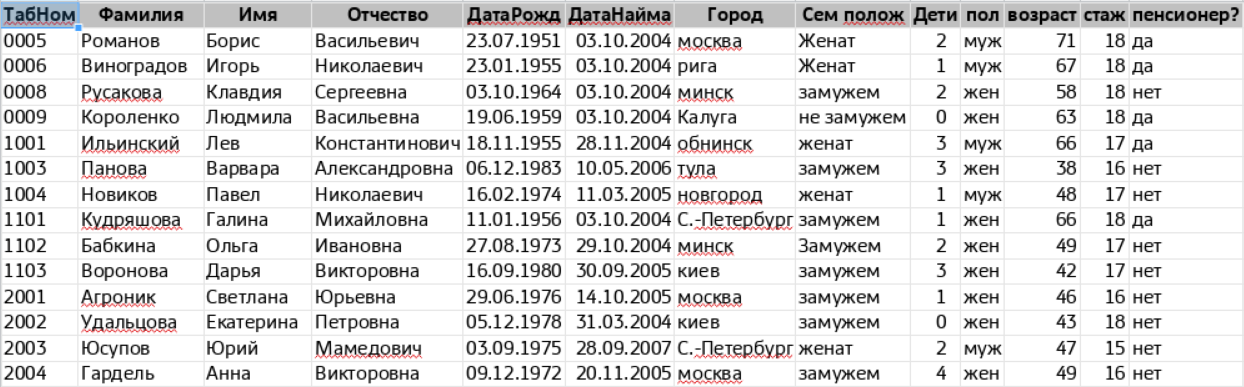 ТабНом Фамилия Имя Отчество ДатаРожд ДатаНайма Город Сем полож Дети пол возраст стаж пенсионер?
0005 Романов Борис Васильевич 23.07.1951 03.10.2004 москва Женат 2 муж 71 18 да
0006 Виноградов Игорь Николаевич 23.01.1955 03.10.2004 рига Женат 1 муж 67 18 да
0008 Русакова Клавдия Сергеевна 03.10.1964 03.10.2004 минск замужем 2 жен 58 18 нет
0009 Короленко Людмила Васильевна 19.06.1959 03.10.2004 Калуга не замужем 0 жен 63 18 да
1001 Ильинский Лев Константинович 18.11.1955 28.11.2004 обнинск женат 3 муж 66 17 да
1003 Панова Варвара Александровна 06.12.1983 10.05.2006 тула замужем 3 жен 38 16 нет
1004 Новиков Павел Николаевич 16.02.1974 11.03.2005 новгород женат 1 муж 48 17 нет
1101 Кудряшова Галина Михайловна 11.01.1956 03.10.2004 С.-Петербург замужем 1 жен 66 18 да
1102 Бабкина Ольга Ивановна 27.08.1973 29.10.2004 минск Замужем 2 жен 49 17 нет
1103 Воронова Дарья Викторовна 16.09.1980 30.09.2005 киев замужем 3 жен 42 17 нет
2001 Агроник Светлана Юрьевна 29.06.1976 14.10.2005 москва замужем 1 жен 46 16 нет
2002 Удальцова Екатерина Петровна 05.12.1978 31.03.2004 киев замужем 0 жен 43 18 нет
2003 Юсупов Юрий Мамедович 03.09.1975 28.09.2007 С.-Петербург женат 2 муж 47 15 нет
2004 Гардель Анна Викторовна 09.12.1972 20.11.2005 москва замужем 4 жен 49 16 нет